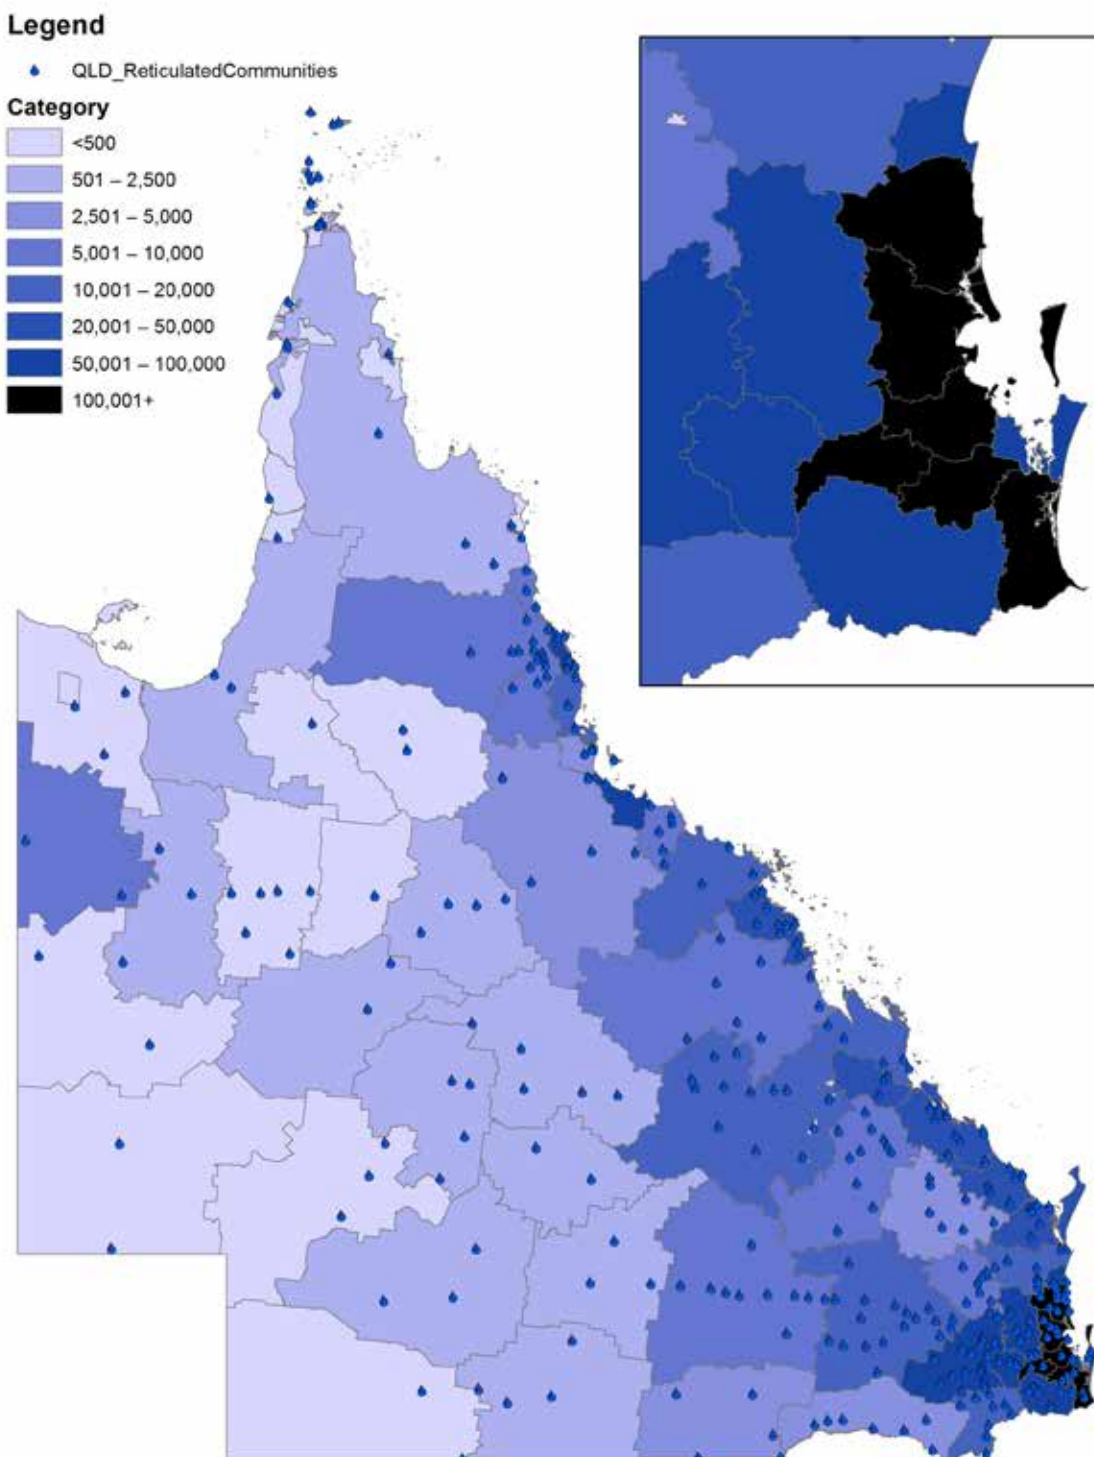 Legend
QLD_ReticulatedCommunities
Category
<500
501 – 2,500
2,501 – 5,000
5,001 – 10,000
10,001 – 20,000
20,001 – 50,000
50,001 – 100,000
100,001+